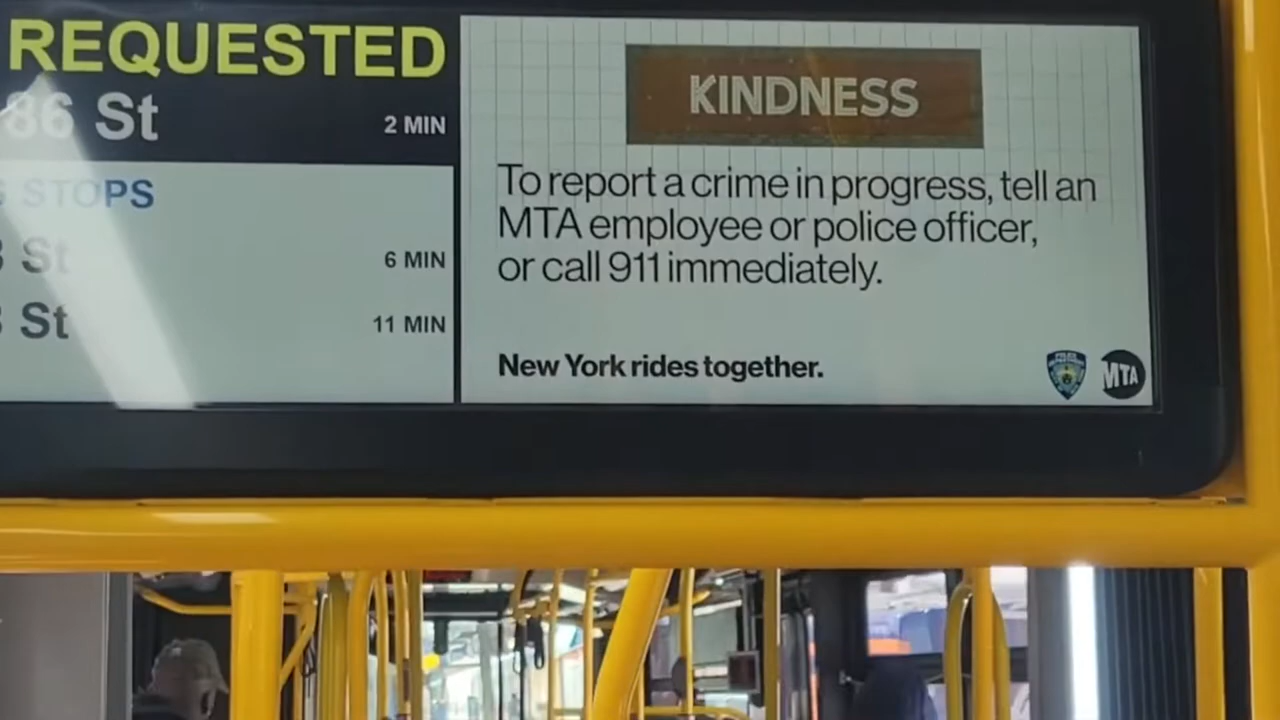 REQUESTED
86 St
2 MIN
STOPS
St
6 MIN
St
11 MIN
KINDNESS
To report a crime in progress, tell an
MTA employee or police officer,
or call 911 immediately.
New York rides together.
MTA